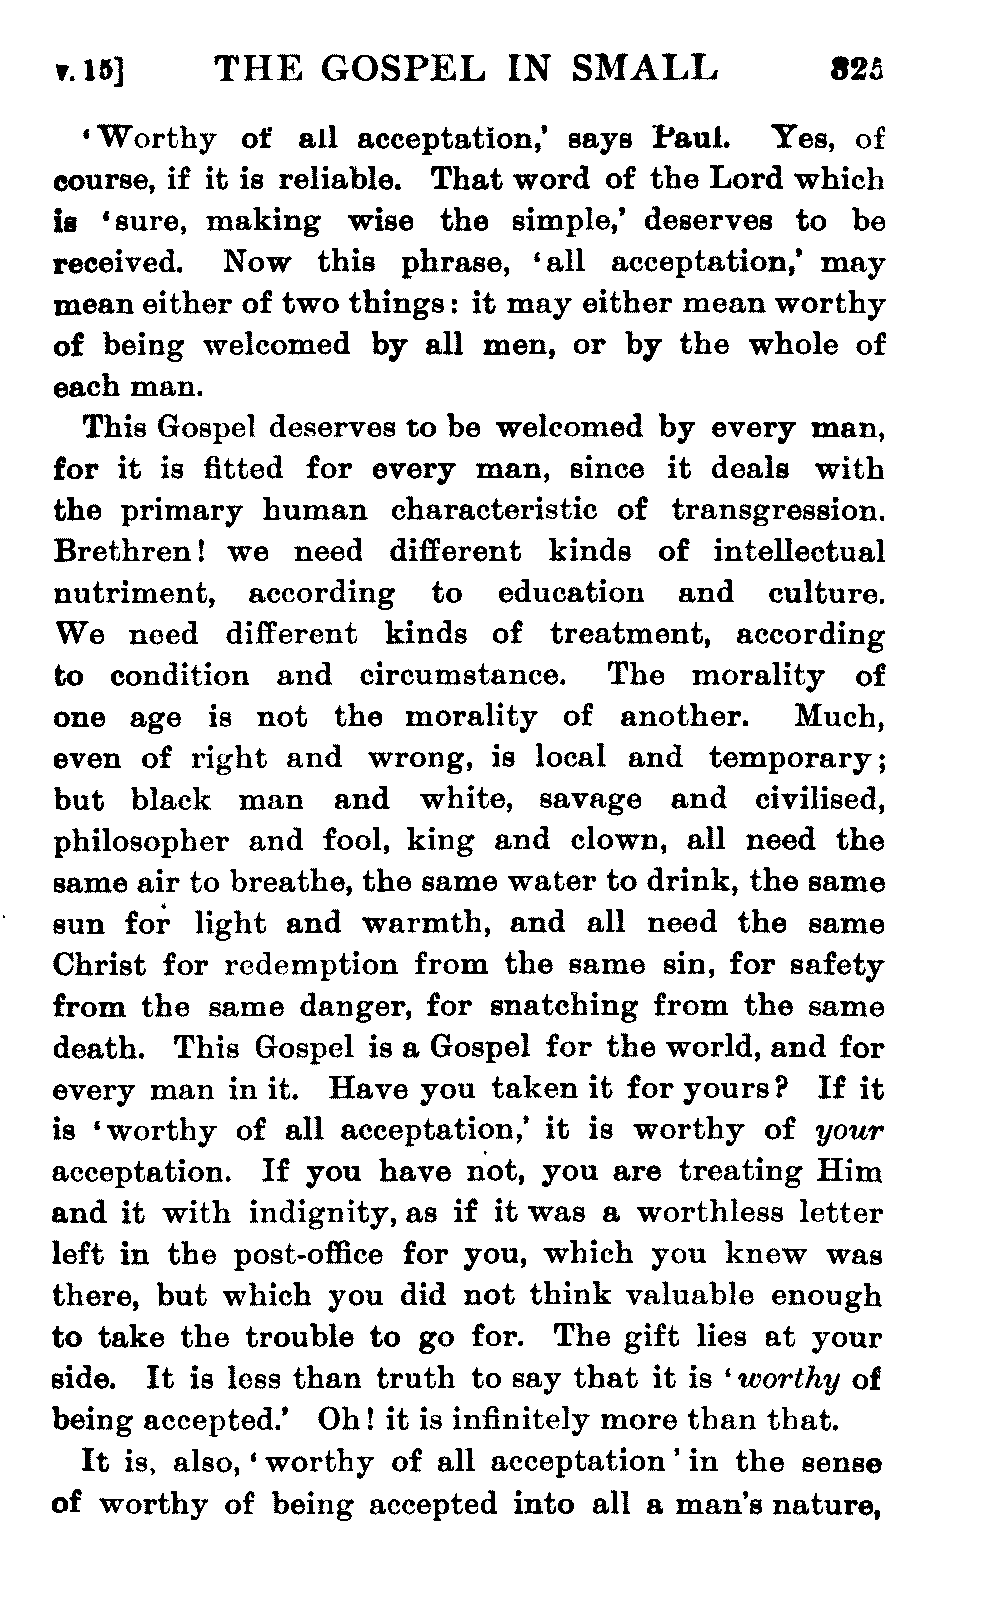 v. 15] THE GOSPEL IN SMALL 325
‘Worthy of all acceptation,’ says Paul. Yes, of
course, if it is reliable. That word of the Lord which
is ‘sure, making wise the simple,’ deserves to be
received. Now this phrase, ‘all acceptation,’ may
mean either of two things: it may either mean worthy
of being welcomed by all men, or by the whole of
each man.
This Gospel deserves to be welcomed by every man,
for it is fitted for every man, since it deals with
the primary human characteristic of transgression.
Brethren! we need different kinds of intellectual
nutriment, according to education and culture.
We need different kinds of treatment, according
to condition and circumstance. The morality of
one age is not the morality of another. Much,
even of right and wrong, is local and temporary;
but black man and white, savage and civilised,
philosopher and fool, king and clown, all need the
same air to breathe, the same water to drink, the same
sun for light and warmth, and all need the same
Christ for redemption from the same sin, for safety
from the same danger, for snatching from the same
death. This Gospel is a Gospel for the world, and for
every man in it. Have you taken it for yours? If it
is ‘worthy of all acceptation,’ it is worthy of your
acceptation. If you have not, you are treating Him
and it with indignity, as if it was a worthless letter
left in the post-office for you, which you knew was
there, but which you did not think valuable enough
to take the trouble to go for. The gift lies at your
side. It is less than truth to say that it is ‘worthy of
being accepted.’ Oh! it is infinitely more than that.
It is, also, ‘worthy of all acceptation’ in the sense
of worthy of being accepted into all a man's nature,